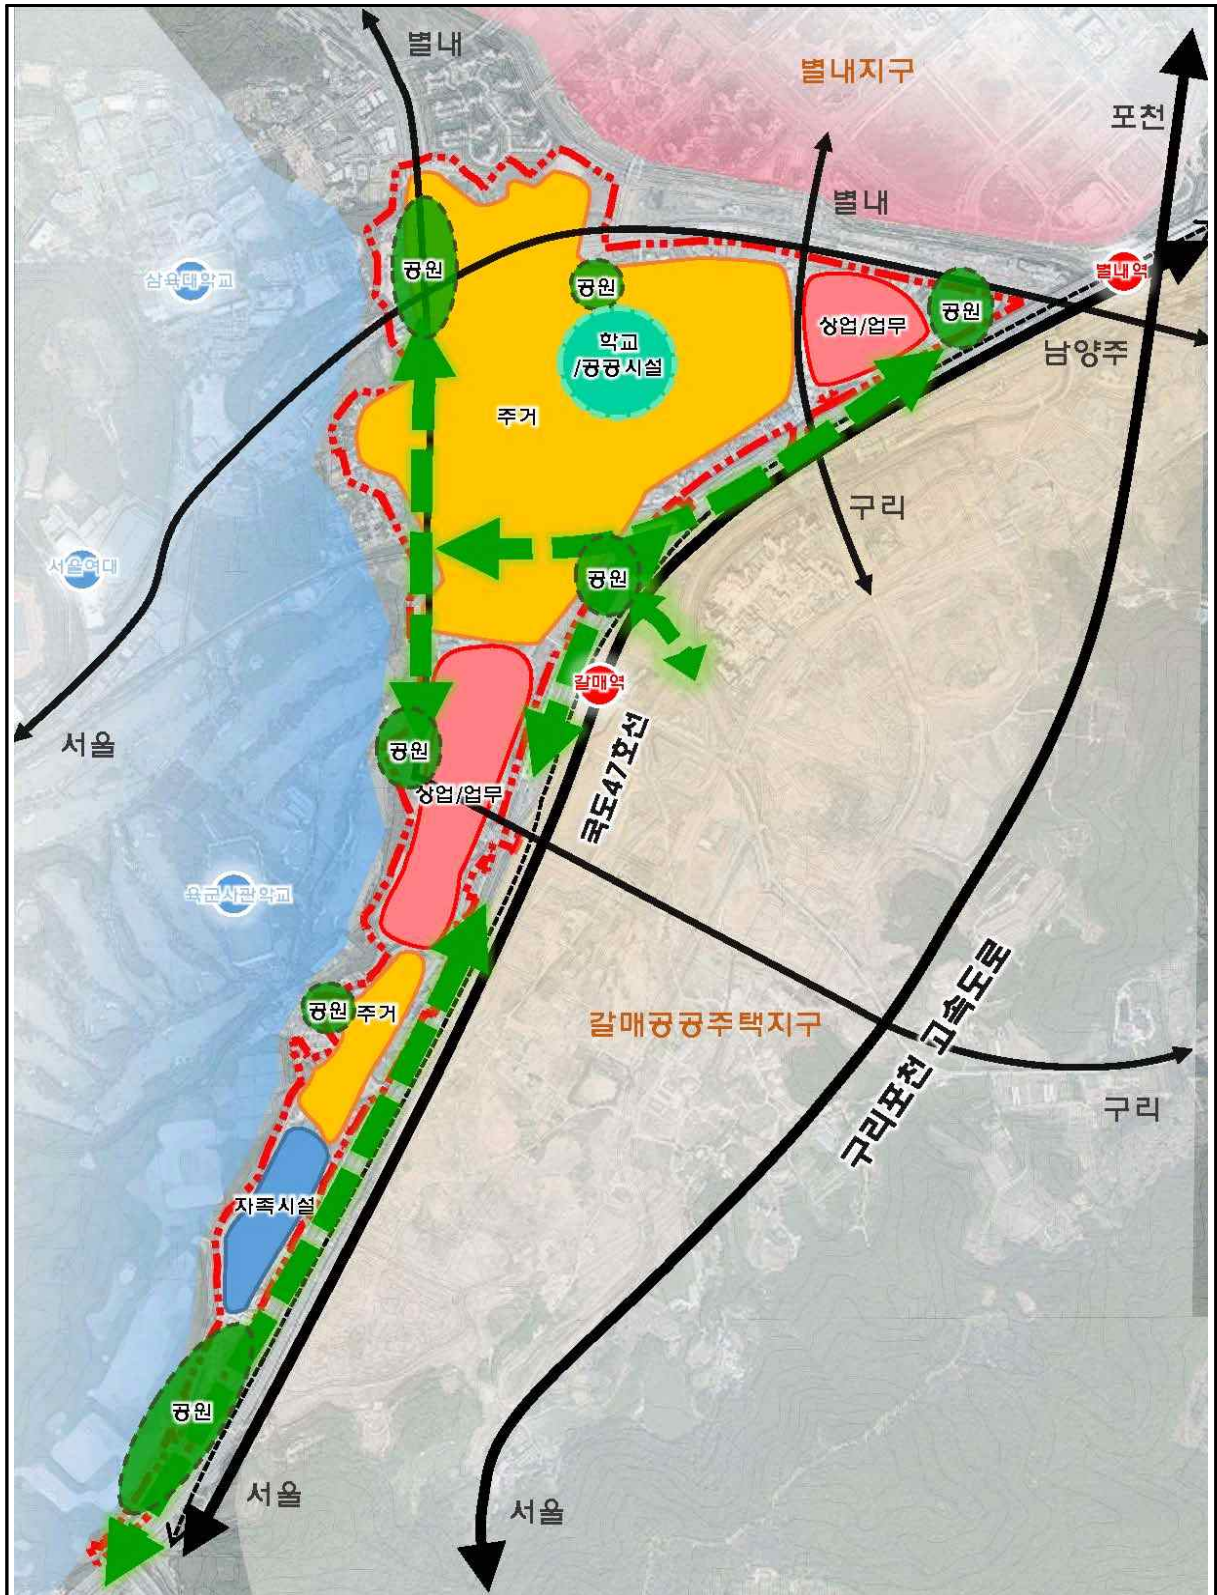 별내
별내지구
포천
별내
삼육대학교
공원
공원
별내역
공원
상업/업무
학교
/공공시설
남양주
주거
구리
서울여대
공원
갈매역
서울
공원
국도47호선
상업/업무
육군사관학교
공원
주거
갈매공공주택지구
구리포천 고속도로
구리
자족시설
공원
서울
서울